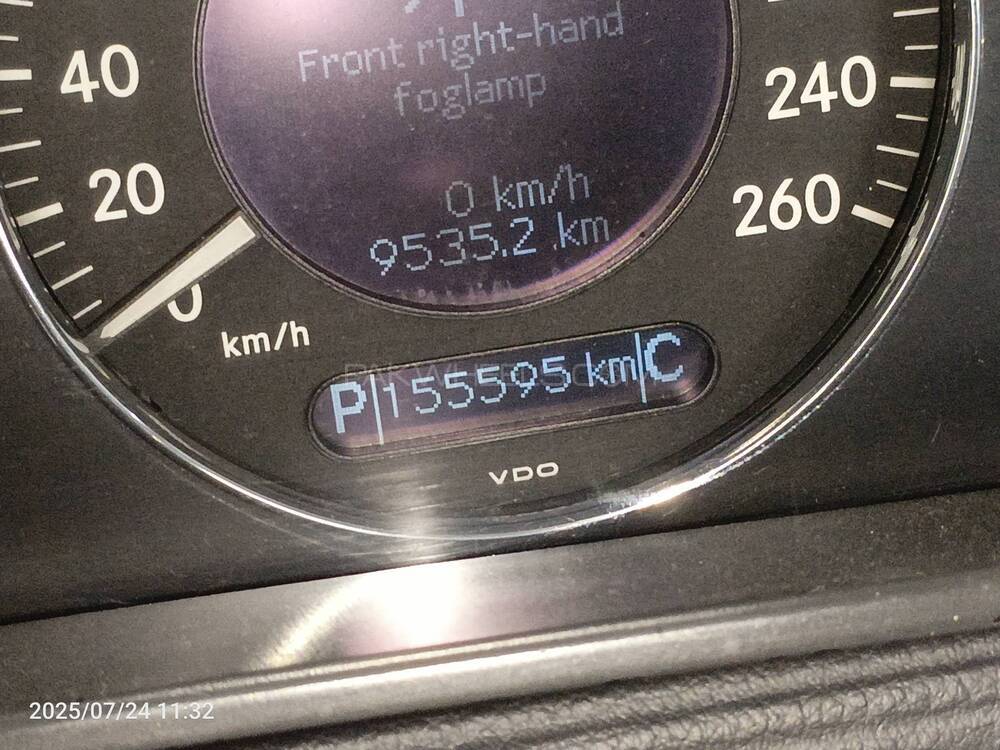 Front right-hand
foglamp
40
20
0
km/h
240
260
0 km/h
9535.2 km
P 155595 km C
VDO
2025/07/24 11:32